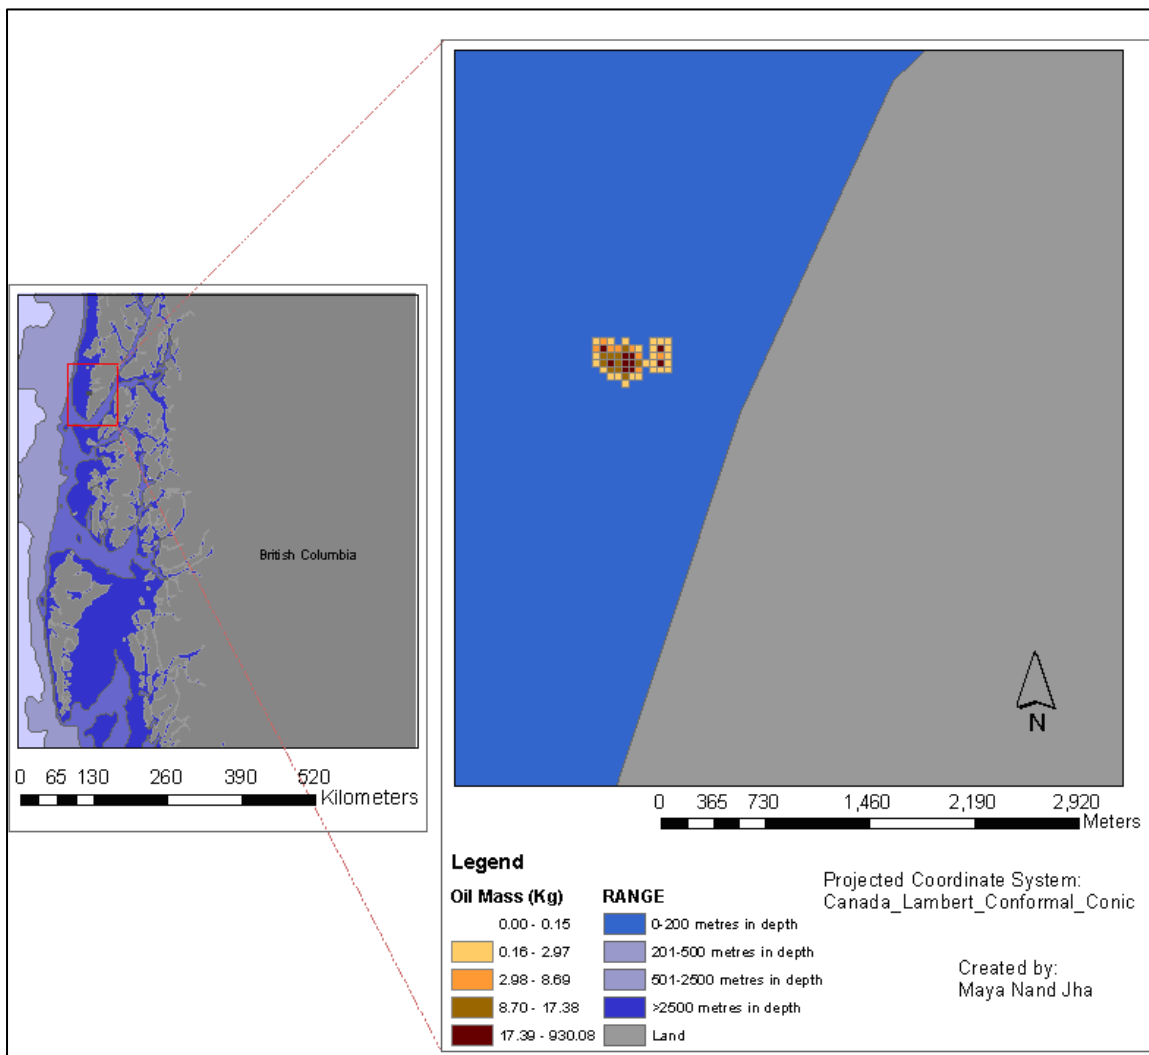 British Columbia
0 65 130 260 390 520
Kilometers
N
0 365 730 1,460 2,190 2,920
Meters
Legend
Oil Mass (Kg) RANGE
0.00 - 0.15 0-200 metres in depth
0.16 - 2.97 201-500 metres in depth
2.98 - 8.69 501-2500 metres in depth
8.70 - 17.38 >2500 metres in depth
17.39 - 930.08 Land
Projected Coordinate System:
Canada_Lambert_Conformal_Conic
Created by:
Maya Nand Jha